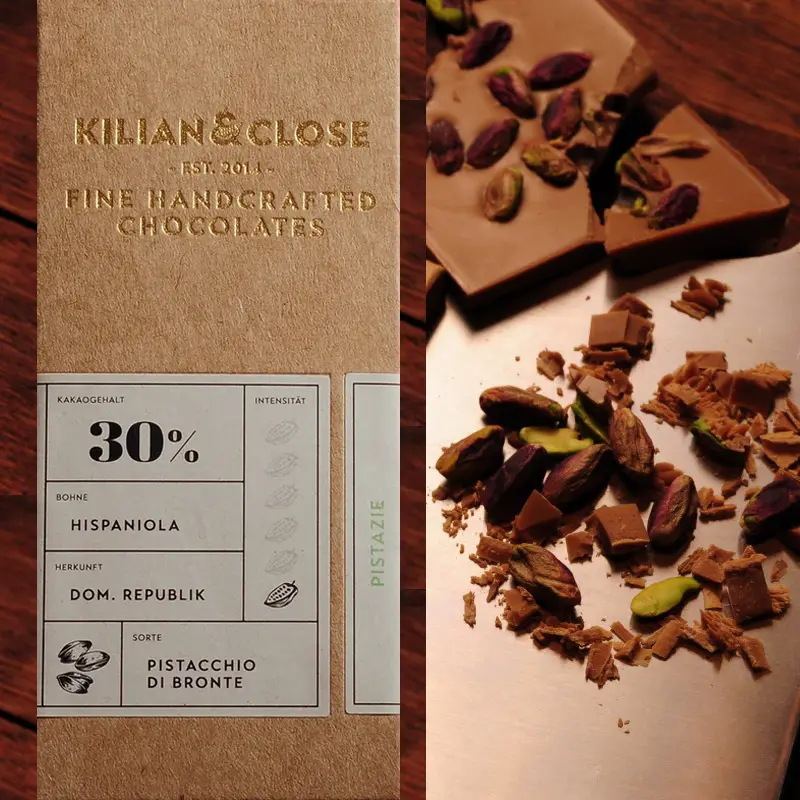 KILIAN&CLOSE
- EST. 2014 -
FINE HANDCRAFTED
CHOCOLATES
KAKAOGEHALT
30%
INTENSITÄT
BOHNE
HISPANIOLA
HERKUNFT
DOM. REPUBLIK
SORTE
PISTACCHIO
DI BRONTE
PISTAZIE